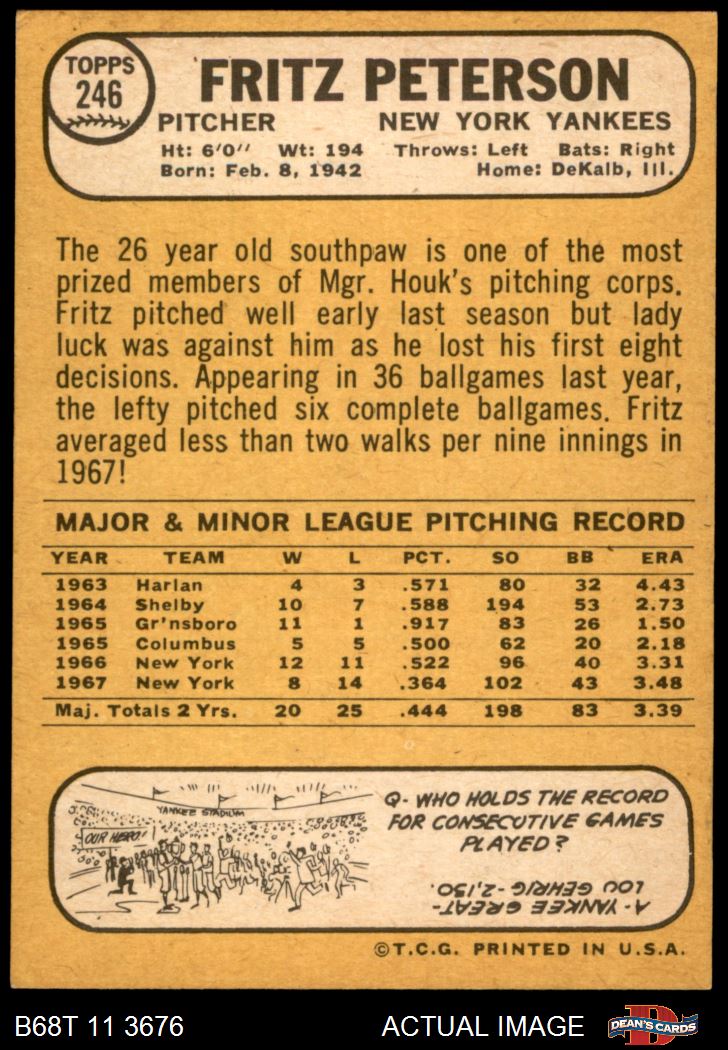 TOPPS
246
FRITZ PETERSON
PITCHER NEW YORK YANKEES
Ht: 6'0" Wt: 194 Throws: Left Bats: Right
Born: Feb. 8, 1942 Home: DeKalb, Ill.
The 26 year old southpaw is one of the most
prized members of Mgr. Houk's pitching corps.
Fritz pitched well early last season but lady
luck was against him as he lost his first eight
decisions. Appearing in 36 ballgames last year,
the lefty pitched six complete ballgames. Fritz
averaged less than two walks per nine innings in
1967!
MAJOR & MINOR LEAGUE PITCHING RECORD
YEAR TEAM W L PCT. SO BB ERA
1963 Harlan 4 3 .571 80 32 4.43
1964 Shelby 10 7 .588 194 53 2.73
1965 Gr'nsboro 11 1 .917 83 26 1.50
1965 Columbus 5 5 .500 62 20 2.18
1966 New York 12 11 .522 96 40 3.31
1967 New York 8 14 .364 102 43 3.48
Maj. Totals 2 Yrs. 20 25 .444 198 83 3.39
YANKEE STADIUM
OUR HERO!
Q- WHO HOLDS THE RECORD
FOR CONSECUTIVE GAMES
PLAYED?
A- YANKEE GREAT-
LOU GEHRIG-2,130.
©T.C.G. PRINTED IN U.S.A.
B68T 11 3676 ACTUAL IMAGE
D
DEAN'S CARDS